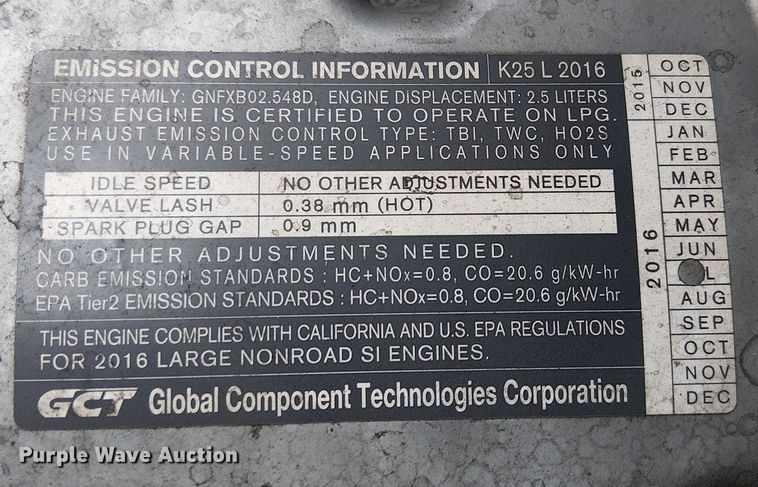 EMISSION CONTROL INFORMATION K25 L 2016
ENGINE FAMILY: GNFXB02.548D, ENGINE DISPLACEMENT: 2.5 LITERS
THIS ENGINE IS CERTIFIED TO OPERATE ON LPG.
EXHAUST EMISSION CONTROL TYPE: TBI, TWC, HO2S
USE IN VARIABLE-SPEED APPLICATIONS ONLY
IDLE SPEED NO OTHER ADJUSTMENTS NEEDED
VALVE LASH 0.38 mm (HOT)
SPARK PLUG GAP 0.9 mm
NO OTHER ADJUSTMENTS NEEDED.
CARB EMISSION STANDARDS : HC+NOx=0.8, CO=20.6 g/kW-hr
EPA Tier2 EMISSION STANDARDS : HC+NOx=0.8, CO=20.6 g/kW-hr
THIS ENGINE COMPLIES WITH CALIFORNIA AND U.S. EPA REGULATIONS
FOR 2016 LARGE NONROAD SI ENGINES.
GCT Global Component Technologies Corporation
2015
OCT
NOV
DEC
2016
JAN
FEB
MAR
APR
MAY
JUN
AUG
SEP
OCT
NOV
DEC
Purple Wave Auction